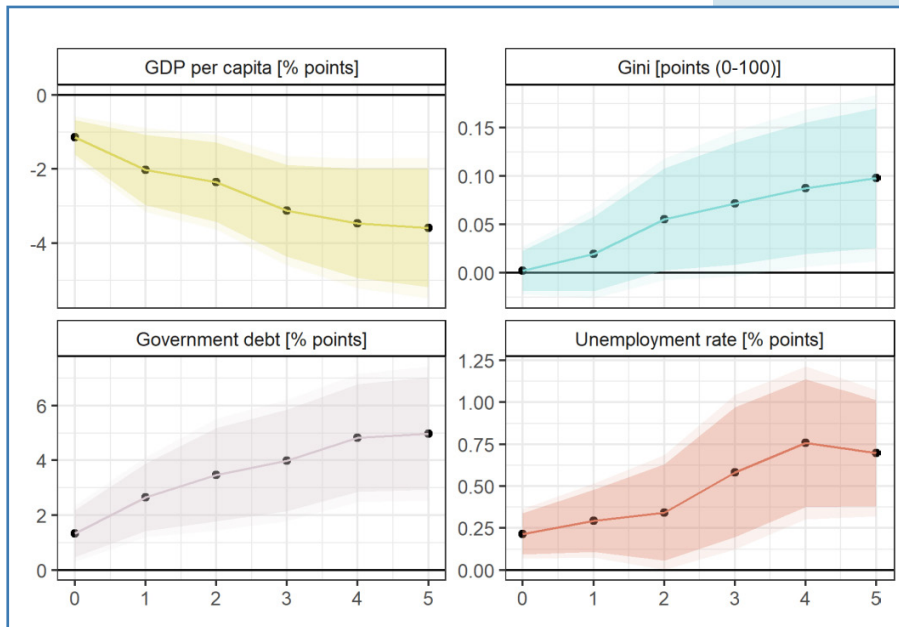 GDP per capita [% points]
0
-2
-4
Gini [points (0-100)]
0.15
0.10
0.05
0.00
Government debt [% points]
6
4
2
0
0 1 2 3 4 5
Unemployment rate [% points]
1.25
1.00
0.75
0.50
0.25
0.00
0 1 2 3 4 5